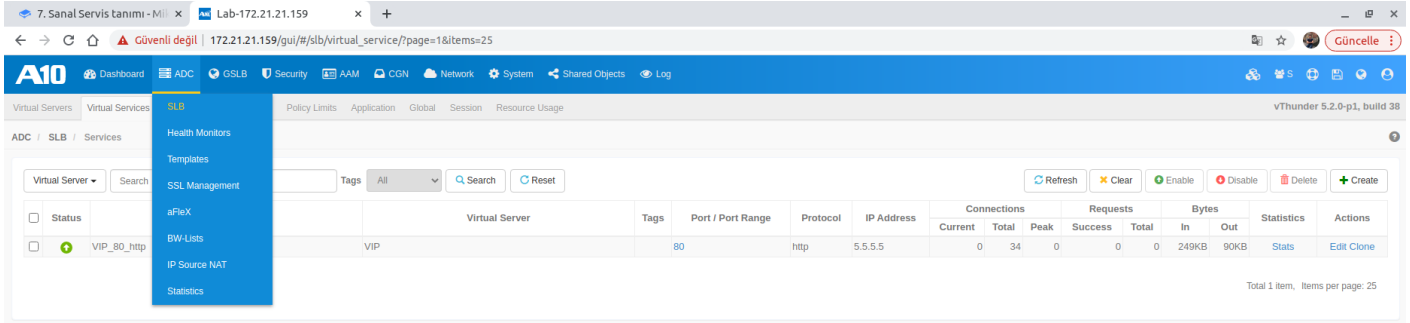 7. Sanal Servis tanımı - Mi
Lab-172.21.21.159
Güvenli değil | 172.21.21.159/gui/#/slb/virtual_service/?page=1&items=25
Güncelle
A10 Dashboard ADC GSLB Security AAM CGN Network System Shared Objects Log S
Virtual Servers Virtual Services Policy Limits Application Global Session Resource Usage vThunder 5.2.0-p1, build 38
ADC / SLB / Services
SLB
Health Monitors
Templates
SSL Management
aFleX
BW-Lists
IP Source NAT
Statistics
Virtual Server Search Tags All Search Reset Refresh Clear Enable Disable Delete Create
Status Virtual Server Tags Port / Port Range Protocol IP Address Connections Requests Bytes Statistics Actions
Current Total Peak Success Total In Out
VIP_80_http VIP 80 http 5.5.5.5 0 34 0 0 0 249KB 90KB Stats Edit Clone
Total 1 item, Items per page: 25